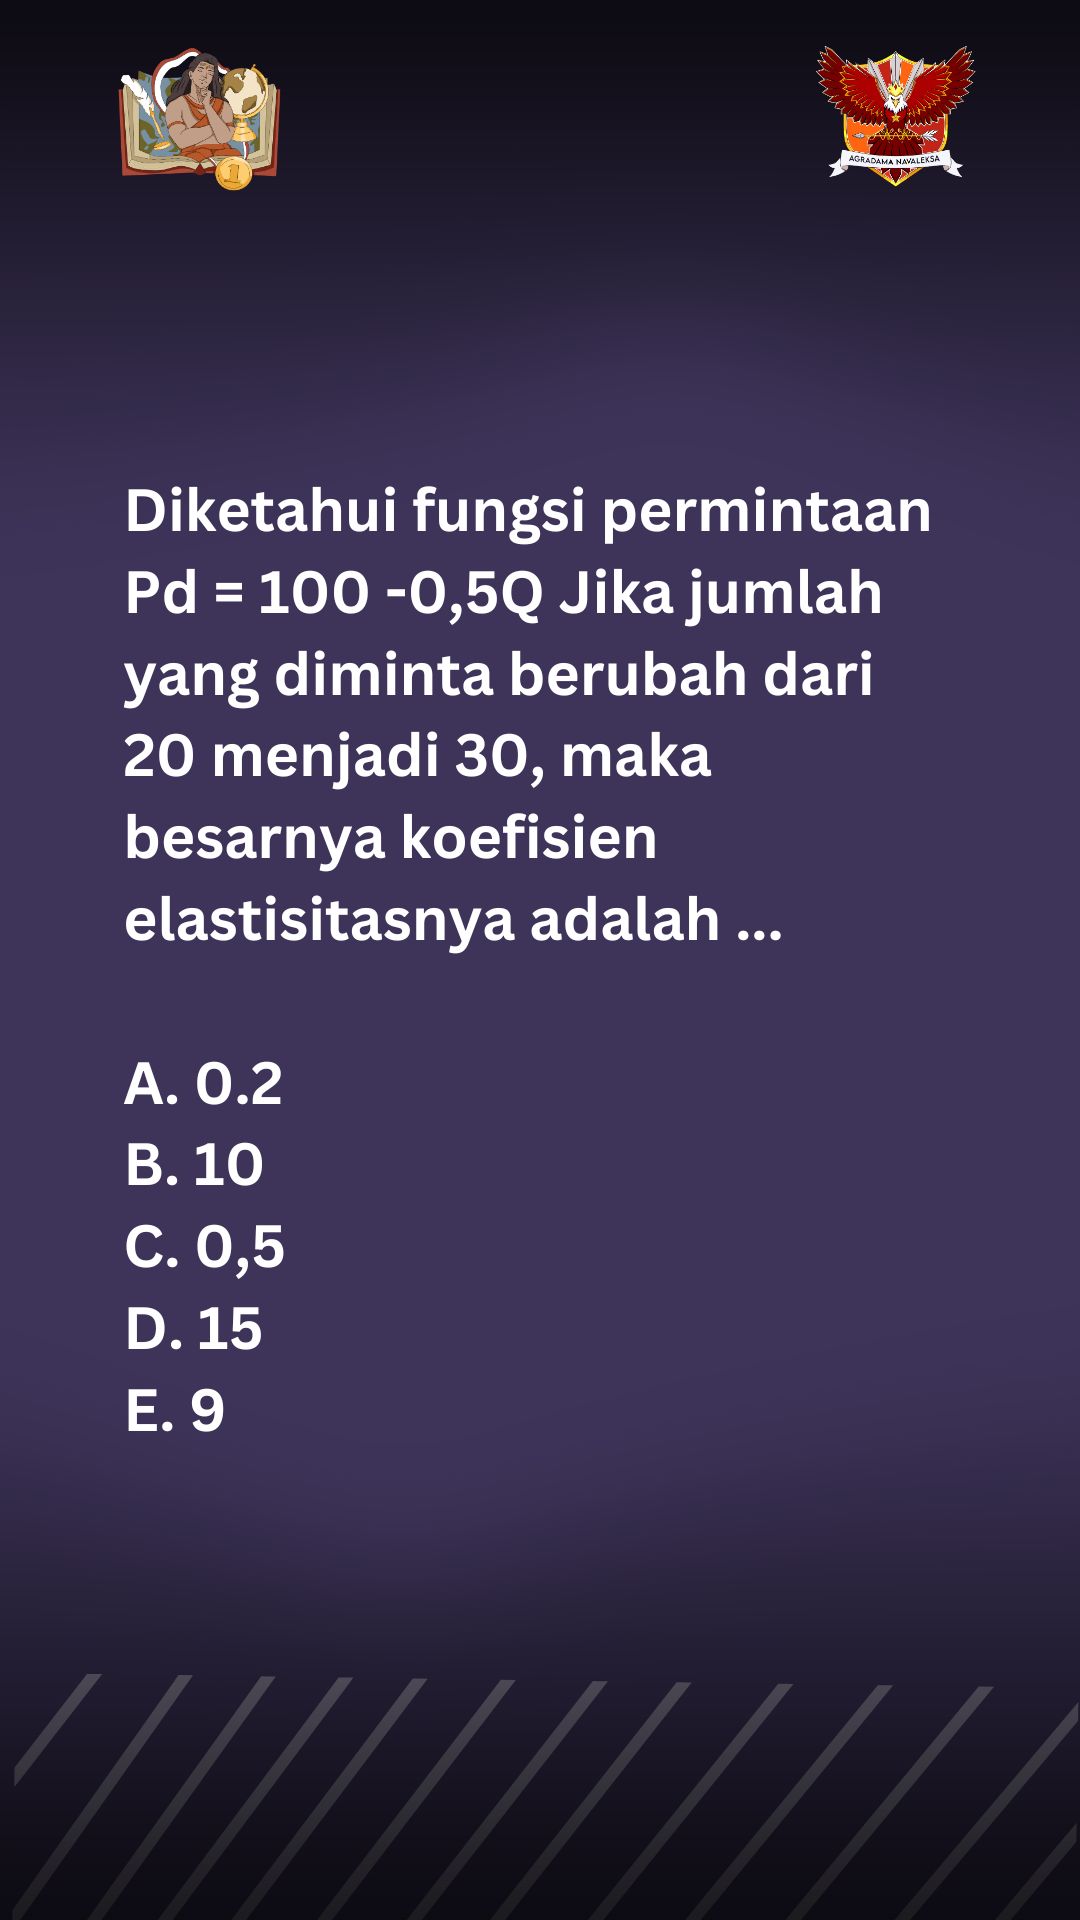 AGRADAMA NAVALEKSA
Diketahui fungsi permintaan
Pd = 100 -0,5Q Jika jumlah
yang diminta berubah dari
20 menjadi 30, maka
besarnya koefisien
elastisitasnya adalah ...
A. 0.2
B. 10
C. 0,5
D. 15
E. 9